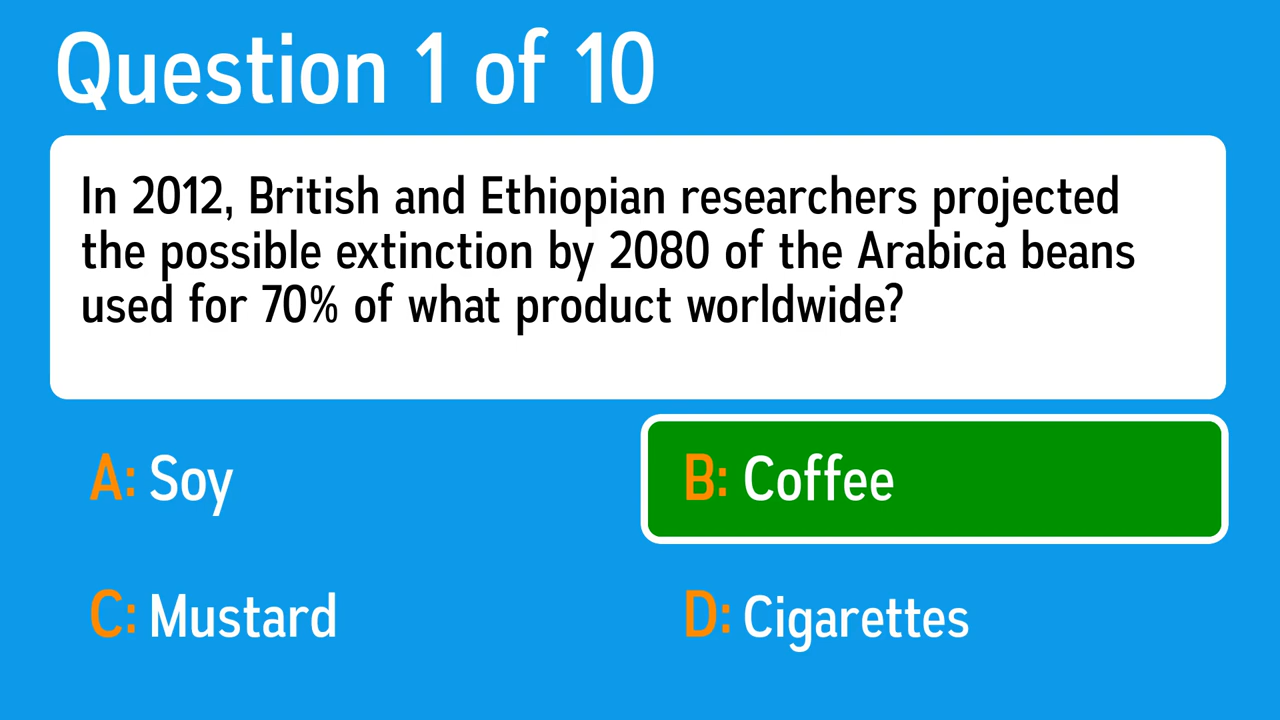 Question 1 of 10
In 2012, British and Ethiopian researchers projected
the possible extinction by 2080 of the Arabica beans
used for 70% of what product worldwide?
A: Soy
B: Coffee
C: Mustard
D: Cigarettes